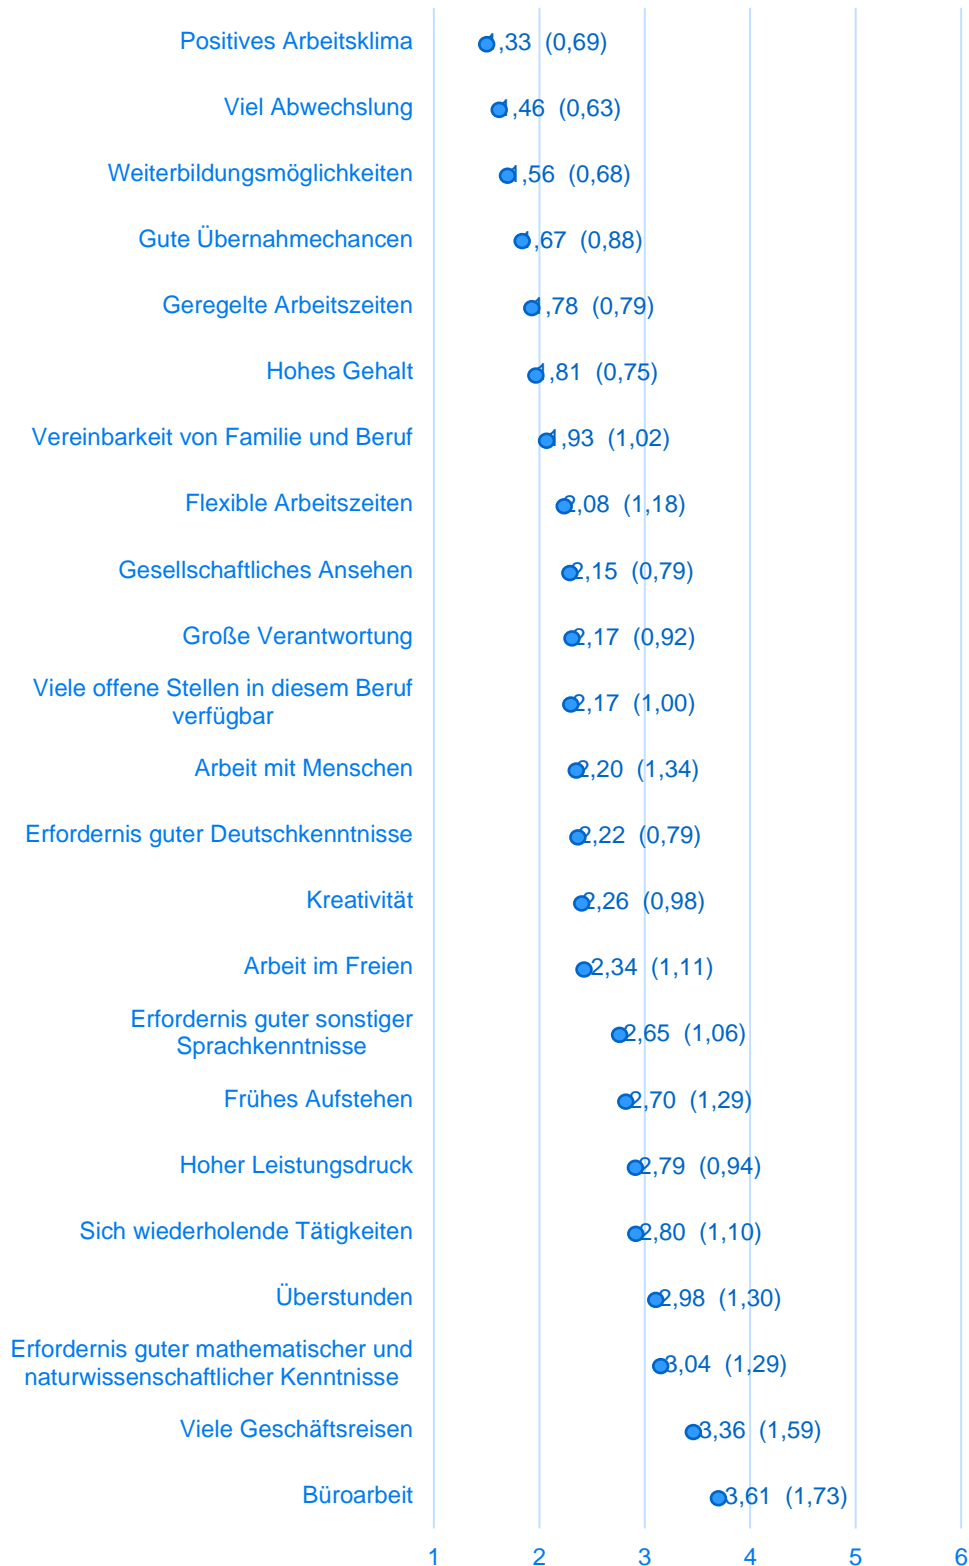 Positives Arbeitsklima 1,33 (0,69)
Viel Abwechslung 1,46 (0,63)
Weiterbildungsmöglichkeiten 1,56 (0,68)
Gute Übernahmechancen 1,67 (0,88)
Geregelte Arbeitszeiten 1,78 (0,79)
Hohes Gehalt 1,81 (0,75)
Vereinbarkeit von Familie und Beruf 1,93 (1,02)
Flexible Arbeitszeiten 2,08 (1,18)
Gesellschaftliches Ansehen 2,15 (0,79)
Große Verantwortung 2,17 (0,92)
Viele offene Stellen in diesem Beruf
verfügbar 2,17 (1,00)
Arbeit mit Menschen 2,20 (1,34)
Erfordernis guter Deutschkenntnisse 2,22 (0,79)
Kreativität 2,26 (0,98)
Arbeit im Freien 2,34 (1,11)
Erfordernis guter sonstiger
Sprachkenntnisse 2,65 (1,06)
Frühes Aufstehen 2,70 (1,29)
Hoher Leistungsdruck 2,79 (0,94)
Sich wiederholende Tätigkeiten 2,80 (1,10)
Überstunden 2,98 (1,30)
Erfordernis guter mathematischer und
naturwissenschaftlicher Kenntnisse 3,04 (1,29)
Viele Geschäftsreisen 3,36 (1,59)
Büroarbeit 3,61 (1,73)
1 2 3 4 5 6